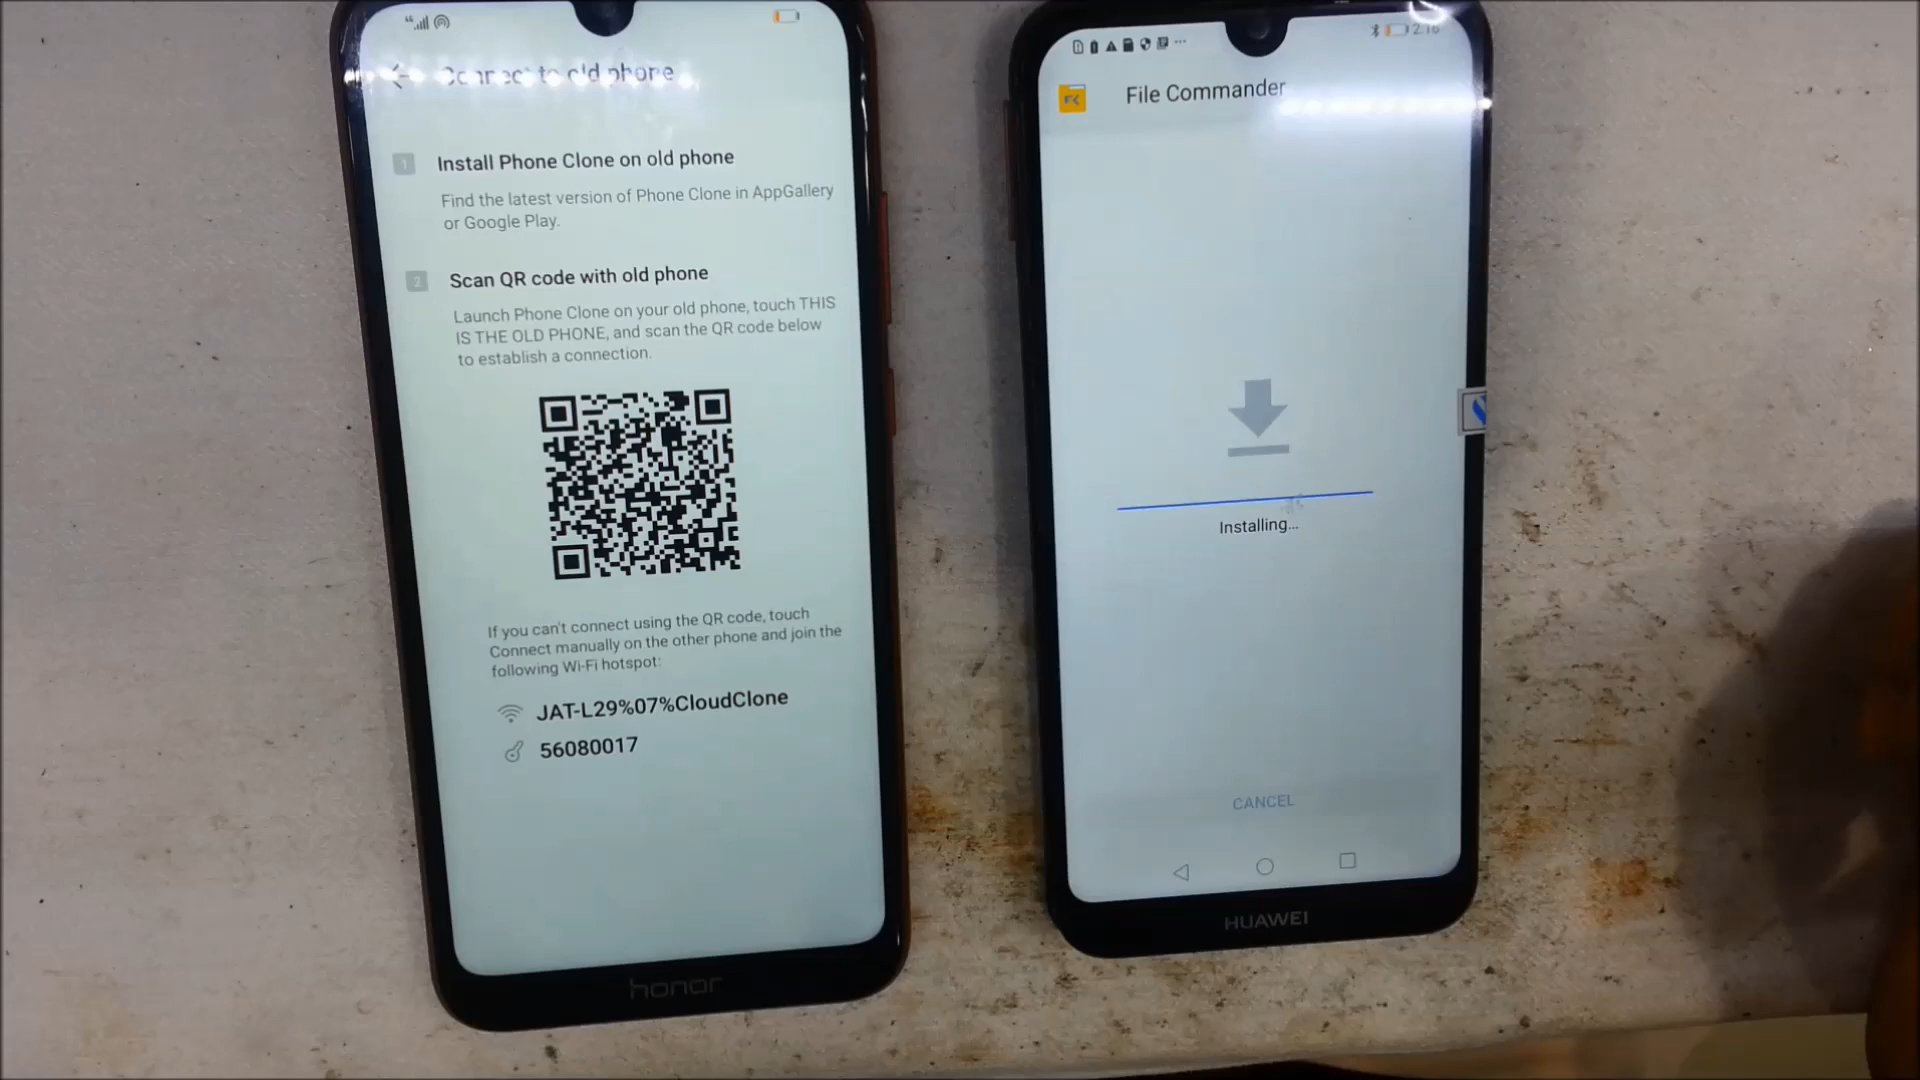 Connect to old phone
1
Install Phone Clone on old phone
Find the latest version of Phone Clone in AppGallery
or Google Play.
2
Scan QR code with old phone
Launch Phone Clone on your old phone, touch THIS
IS THE OLD PHONE, and scan the QR code below
to establish a connection.
If you can't connect using the QR code, touch
Connect manually on the other phone and join the
following Wi-Fi hotspot:
JAT-L29%07%CloudClone
56080017
honor
2:16
File Commander
Installing...
CANCEL
HUAWEI